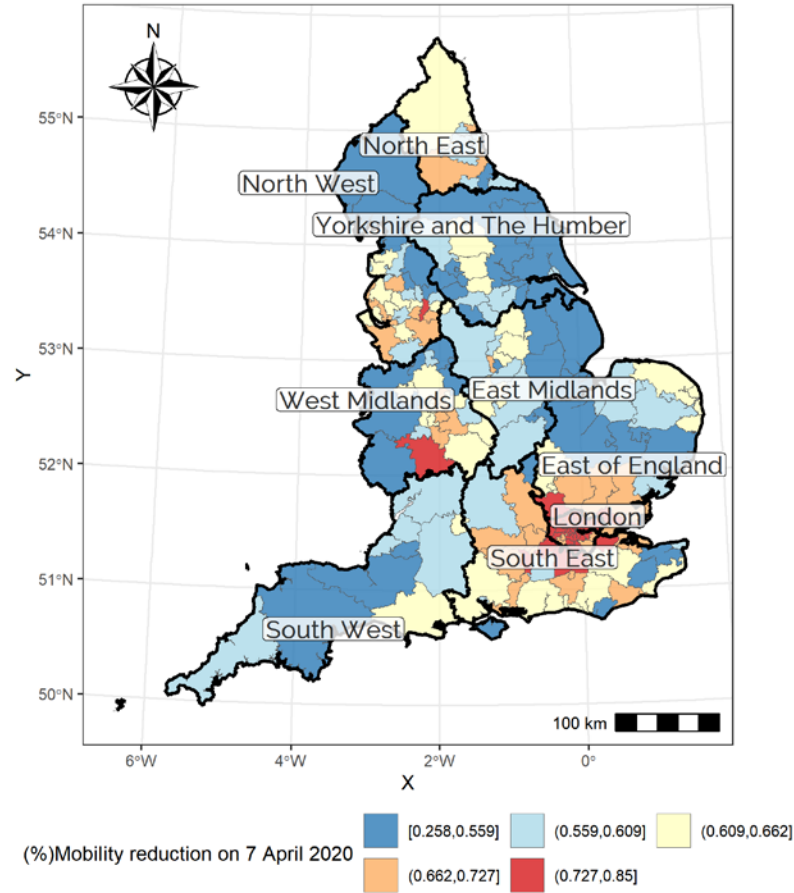 N
55°N
North East
North West
Yorkshire and The Humber
54°N
53°N
Y
West Midlands
East Midlands
52°N
East of England
London
South East
51°N
South West
50°N
100 km
6°W 4°W 2°W 0°
X
(%)Mobility reduction on 7 April 2020
[0.258,0.559] (0.559,0.609] (0.609,0.662]
(0.662,0.727] (0.727,0.85]